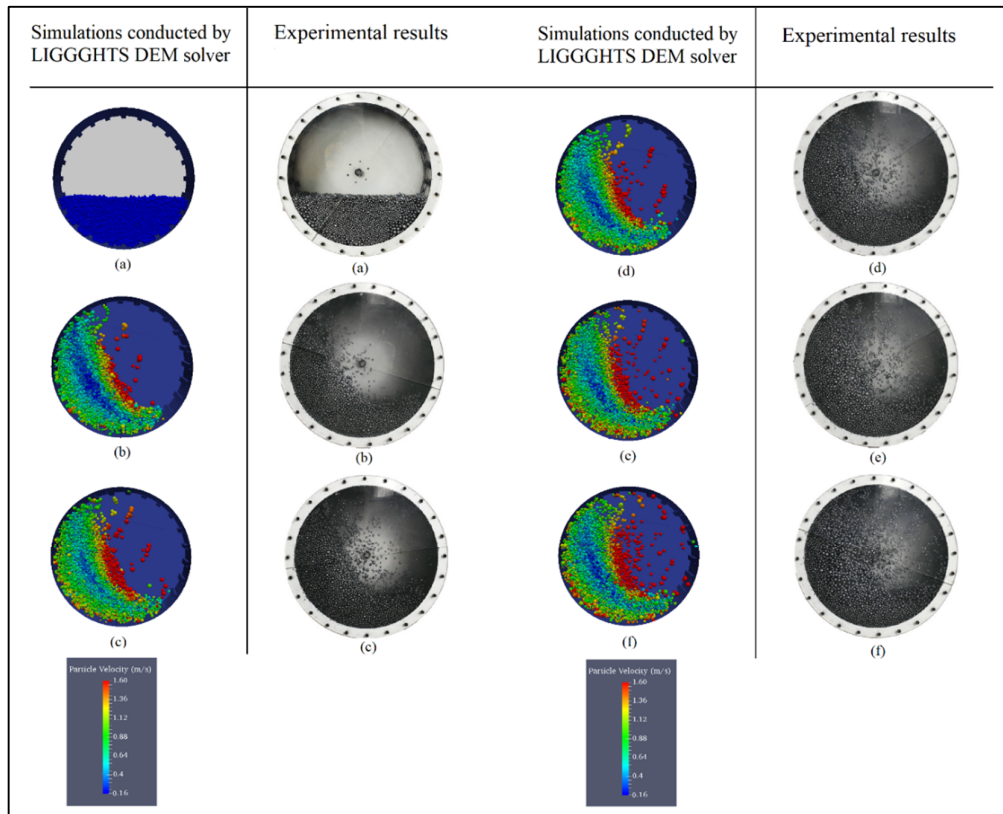 Simulations conducted by
LIGGGHTS DEM solver
Experimental results
Simulations conducted by
LIGGGHTS DEM solver
Experimental results
(a)
(a)
(d)
(d)
(b)
(b)
(e)
(e)
(c)
(c)
(f)
(f)
Particle Velocity (m/s)
1.60
1.36
1.12
0.88
0.64
0.4
0.16
Particle Velocity (m/s)
1.60
1.36
1.12
0.88
0.64
0.4
0.16